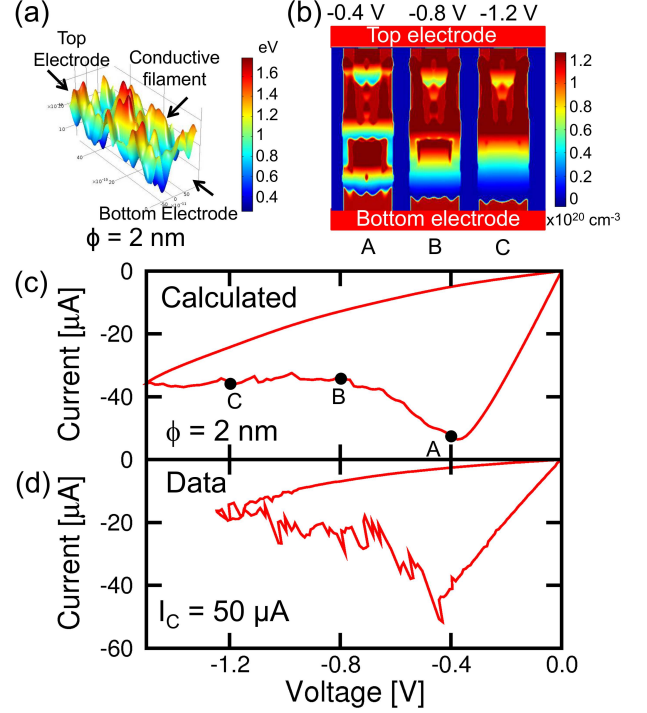 (a)
Top
Electrode
Conductive
filament
eV
1.6
1.4
1.2
1
0.8
0.6
0.4
Bottom Electrode
ϕ = 2 nm
(b)
-0.4 V -0.8 V -1.2 V
Top electrode
Bottom electrode
A B C
1.2
1
0.8
0.6
0.4
0.2
0
x10²⁰ cm⁻³
(c)
Calculated
Current [µA]
0
-20
-40
A
B
C
ϕ = 2 nm
(d)
Data
Current [µA]
0
-20
-40
-60
I_C = 50 µA
-1.2 -0.8 -0.4 0.0
Voltage [V]